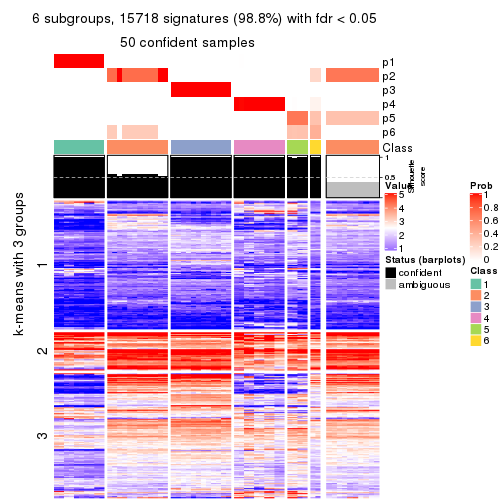 6 subgroups, 15718 signatures (98.8%) with fdr < 0.05
50 confident samples
p1
p2
p3
p4
p5
p6
Class
1
0.5
Silhouette
score
k-means with 3 groups
1
2
3
Value
5
4
3
2
1
Status (barplots)
confident
ambiguous
Prob
1
0.8
0.6
0.4
0.2
0
Class
1
2
3
4
5
6